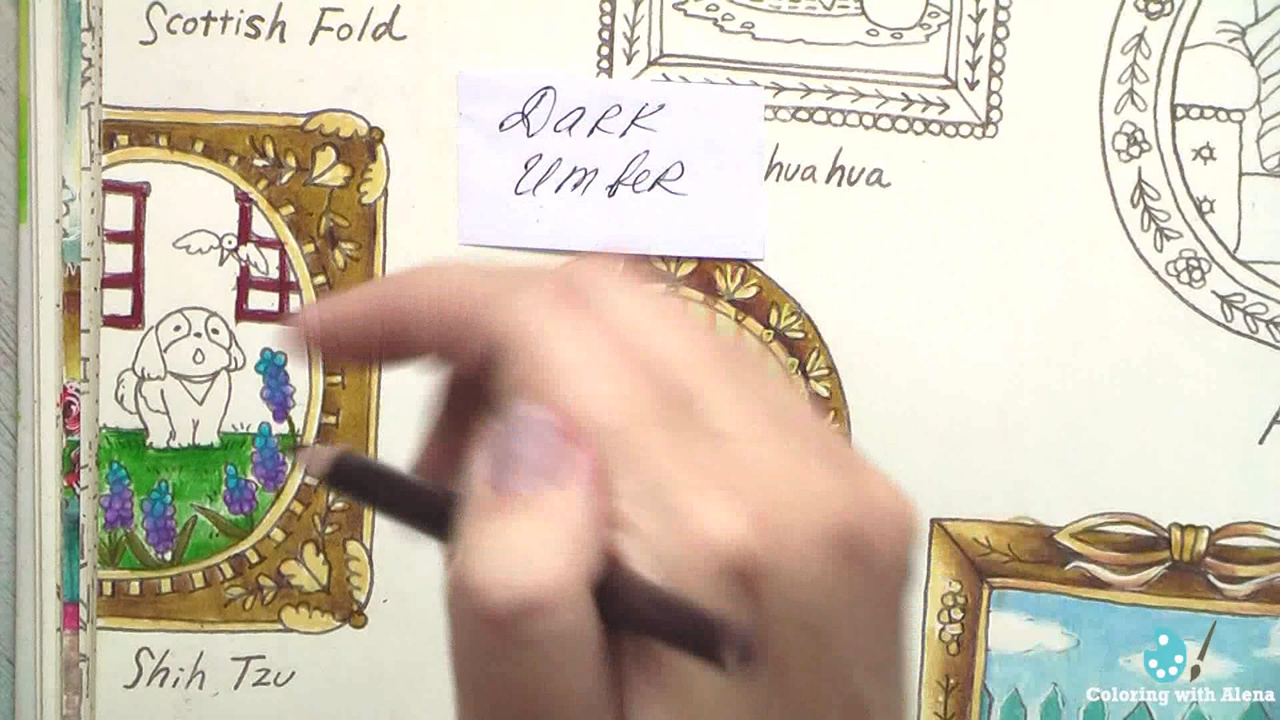 Scottish Fold
Dark
Umber
huahua
Shih Tzu
Coloring with Alena